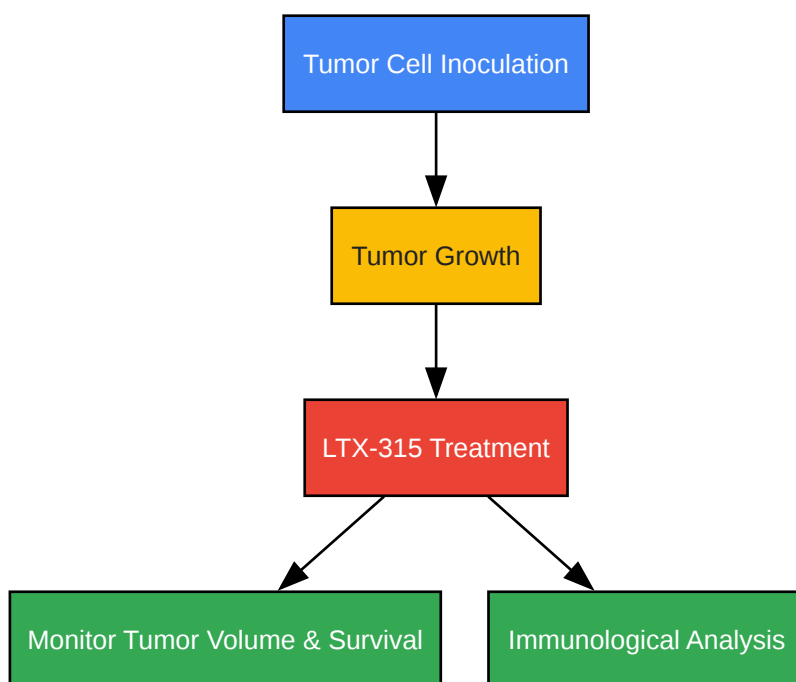 Tumor Cell Inoculation
Tumor Growth
LTX-315 Treatment
Monitor Tumor Volume & Survival
Immunological Analysis